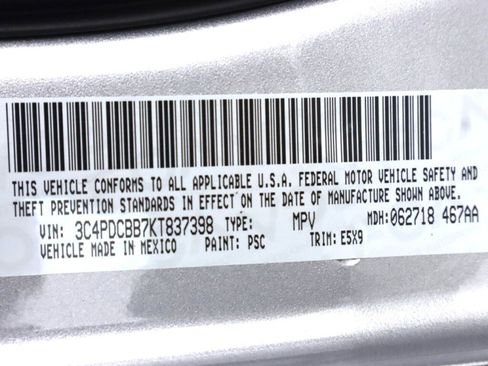 THIS VEHICLE CONFORMS TO ALL APPLICABLE U.S.A. FEDERAL MOTOR VEHICLE SAFETY AND
THEFT PREVENTION STANDARDS IN EFFECT ON THE DATE OF MANUFACTURE SHOWN ABOVE.
VIN: 3C4PDCBB7KT837398 TYPE: MPV MDH: 062718 467AA
VEHICLE MADE IN MEXICO PAINT: PSC TRIM: E5X9